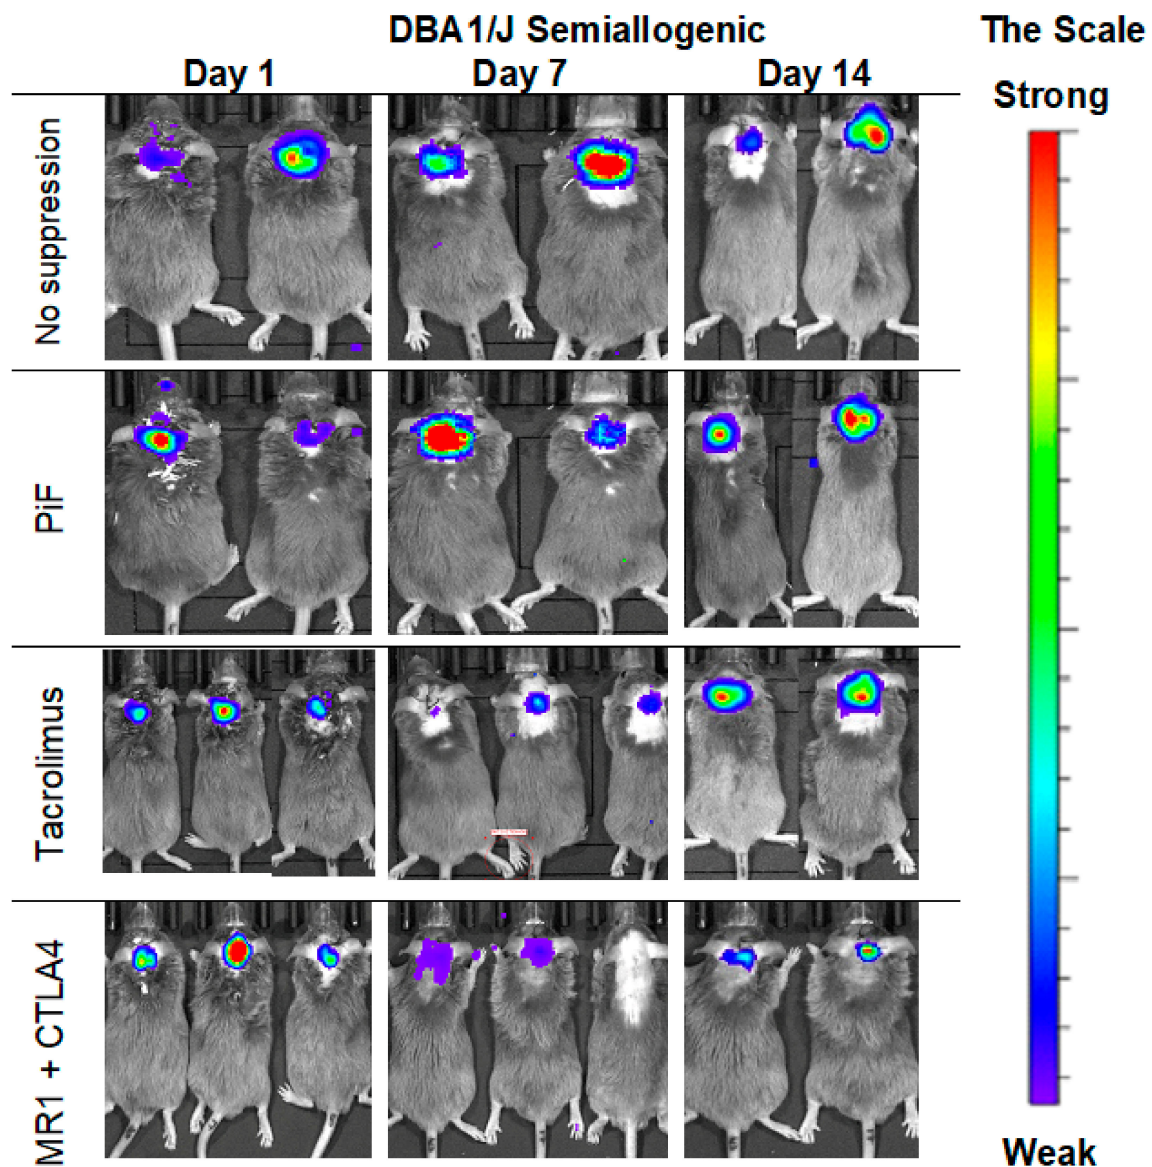 DBA1/J Semiallogenic
The Scale
Day 1
Day 7
Day 14
Strong
No suppression
PiF
Tacrolimus
MR1 + CTLA4
Weak